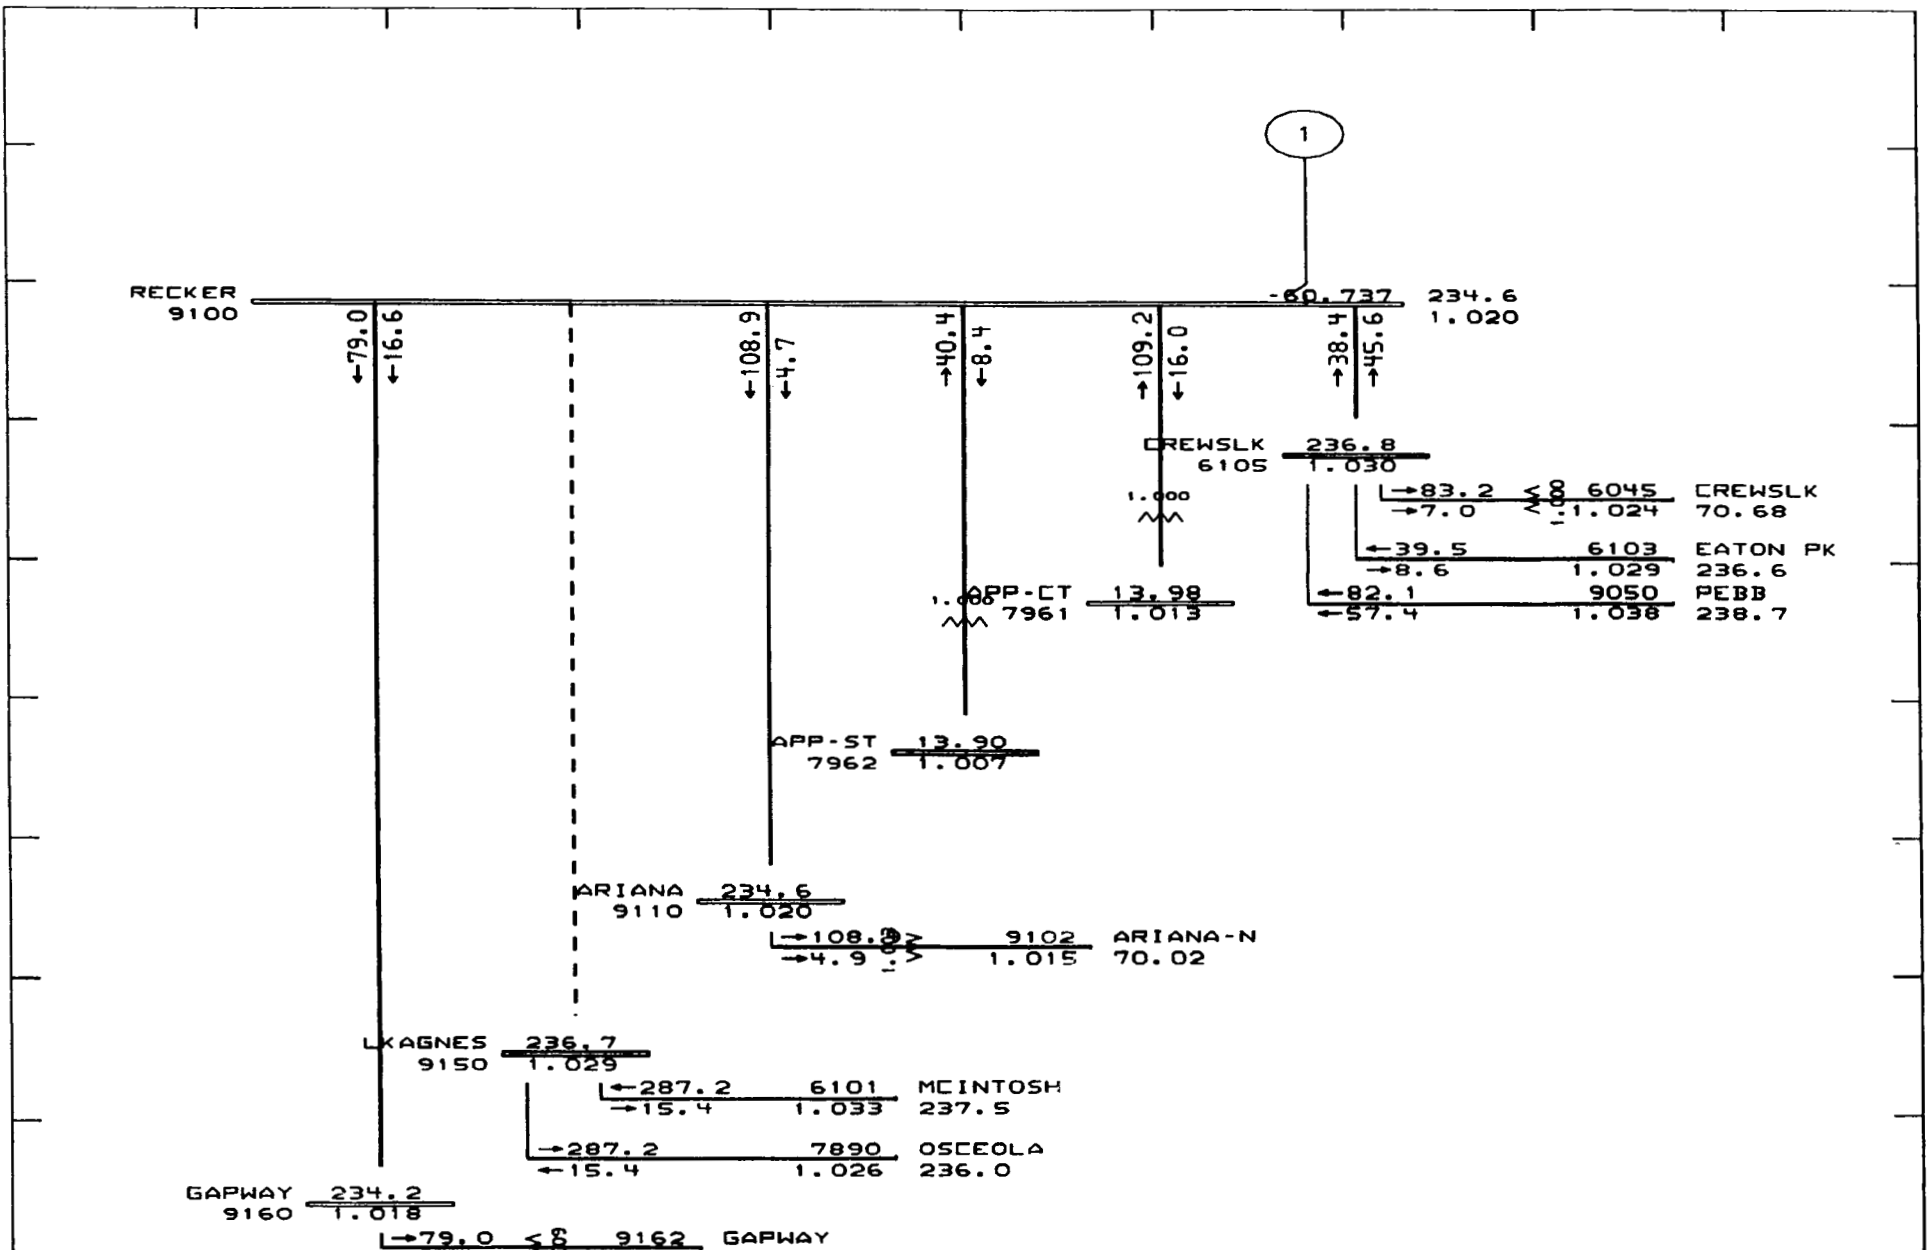 1
RECKER
9100
-60.737
234.6
1.020
←79.0
←16.6
←108.9
←4.7
→40.4
←8.4
→109.2
←16.0
→38.4
→45.6
CREWSLK 236.8
6105 1.030
→83.2 6045 CREWSLK
→7.0 1.024 70.68
←39.5 6103 EATON PK
→8.6 1.029 236.6
←82.1 9050 PEBB
←57.4 1.038 238.7
1.000
APP-CT 13.98
7961 1.013
1.000
APP-ST 13.90
7962 1.007
ARIANA 234.6
9110 1.020
→108.9 9102 ARIANA-N
→4.9 1.015 70.02
LKAGNES 236.7
9150 1.029
←287.2 6101 MCINTOSH
→15.4 1.033 237.5
→287.2 7890 OSCEOLA
←15.4 1.026 236.0
GAPWAY 234.2
9160 1.018
→79.0 9162 GAPWAY